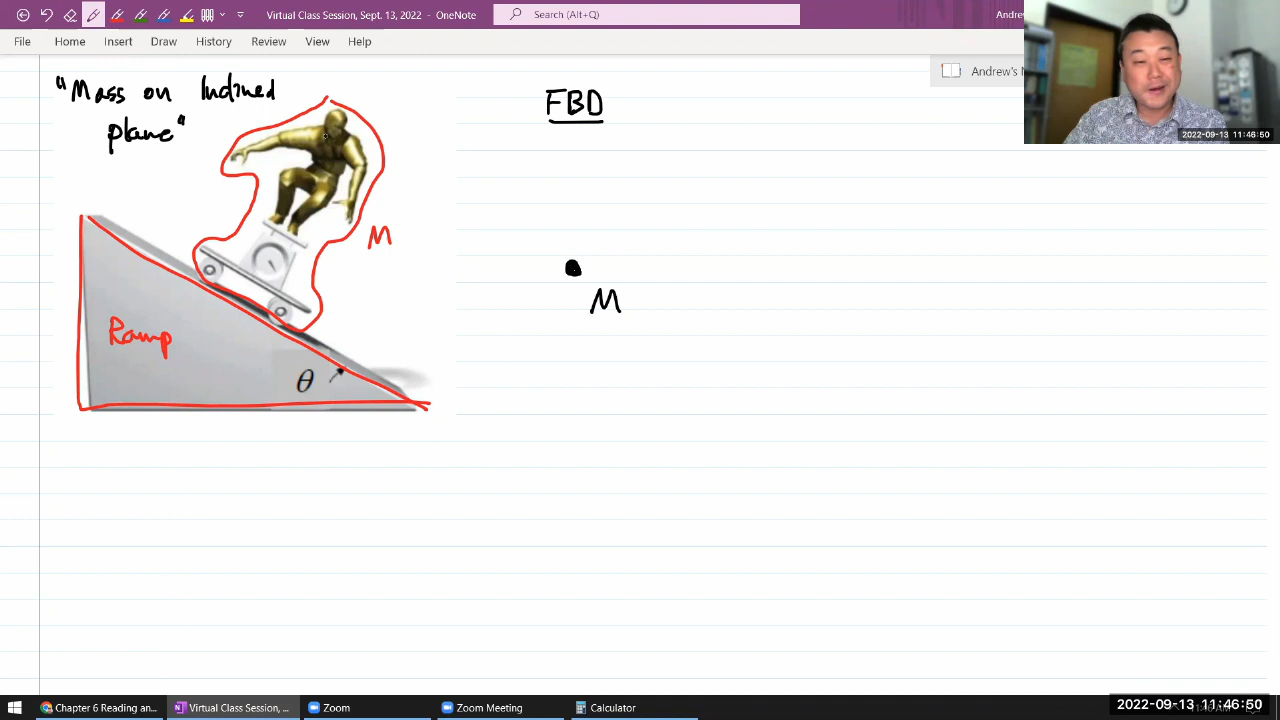 Virtual Class Session, Sept. 13, 2022 - OneNote
Search (Alt+Q)
Andrew
File Home Insert Draw History Review View Help
Andrew's N
2022-09-13 11:46:50
"Mass on Inclined
plane"
FBD
M
M
Ramp
θ
Chapter 6 Reading an...
Virtual Class Session, ...
Zoom
Zoom Meeting
Calculator
2022-09-13 11:46:50